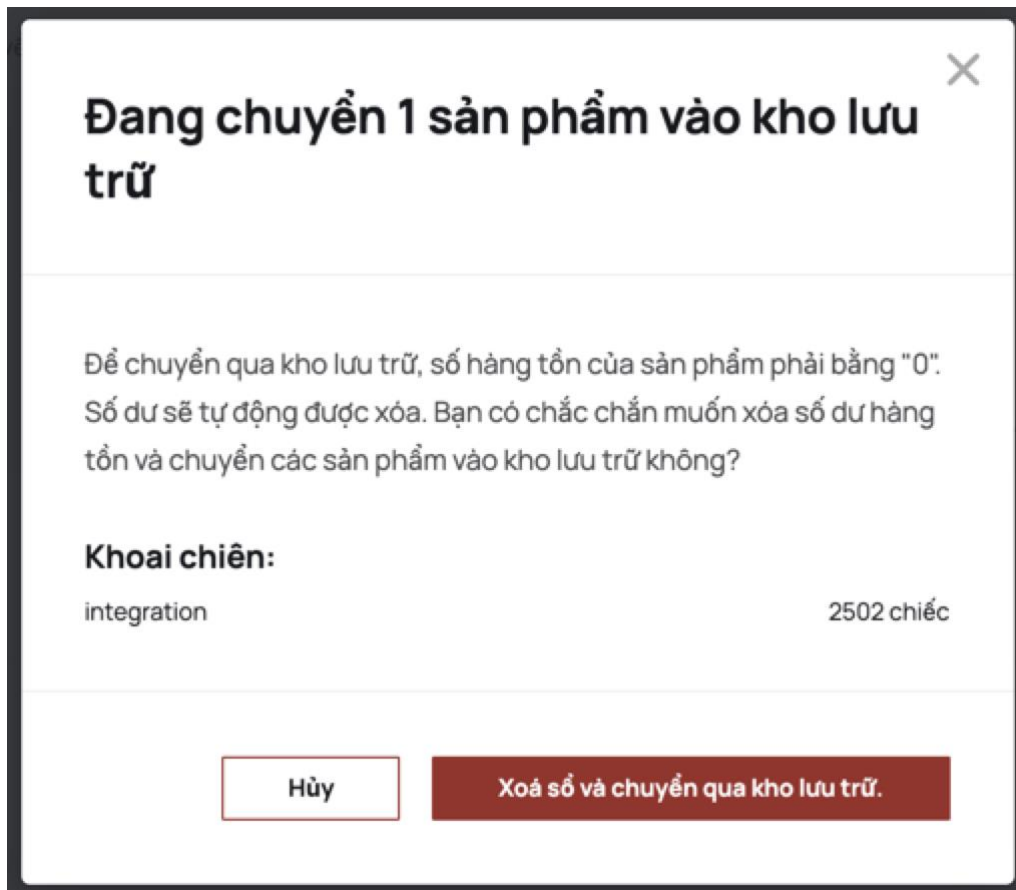 Đang chuyển 1 sản phẩm vào kho lưu
trữ
Để chuyển qua kho lưu trữ, số hàng tồn của sản phẩm phải bằng "0".
Số dư sẽ tự động được xóa. Bạn có chắc chắn muốn xóa số dư hàng
tồn và chuyển các sản phẩm vào kho lưu trữ không?
Khoai chiên:
integration 2502 chiếc
Hủy Xoá sổ và chuyển qua kho lưu trữ.